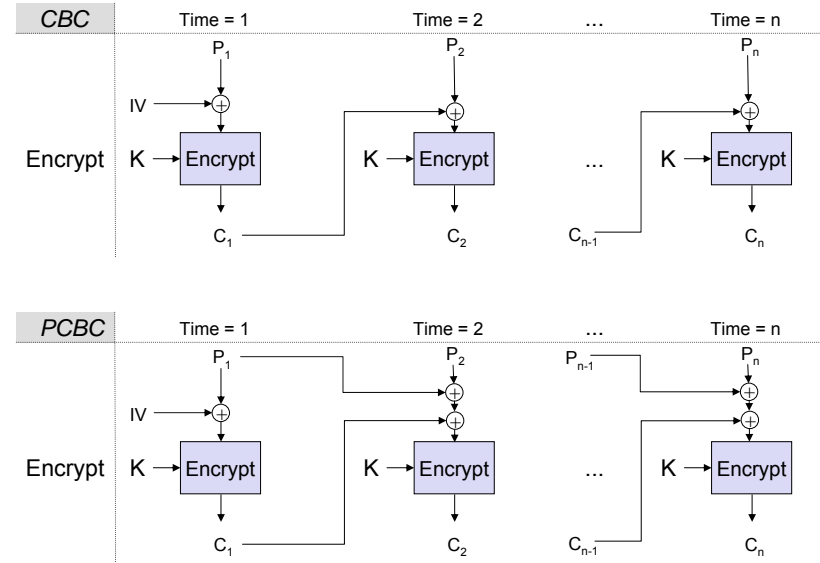 CBC Time = 1 Time = 2 ... Time = n
P1 P2 Pn
IV
Encrypt K Encrypt K Encrypt ... K Encrypt
C1 C2 Cn-1 Cn
PCBC Time = 1 Time = 2 ... Time = n
P1 P2 Pn-1 Pn
IV
Encrypt K Encrypt K Encrypt ... K Encrypt
C1 C2 Cn-1 Cn